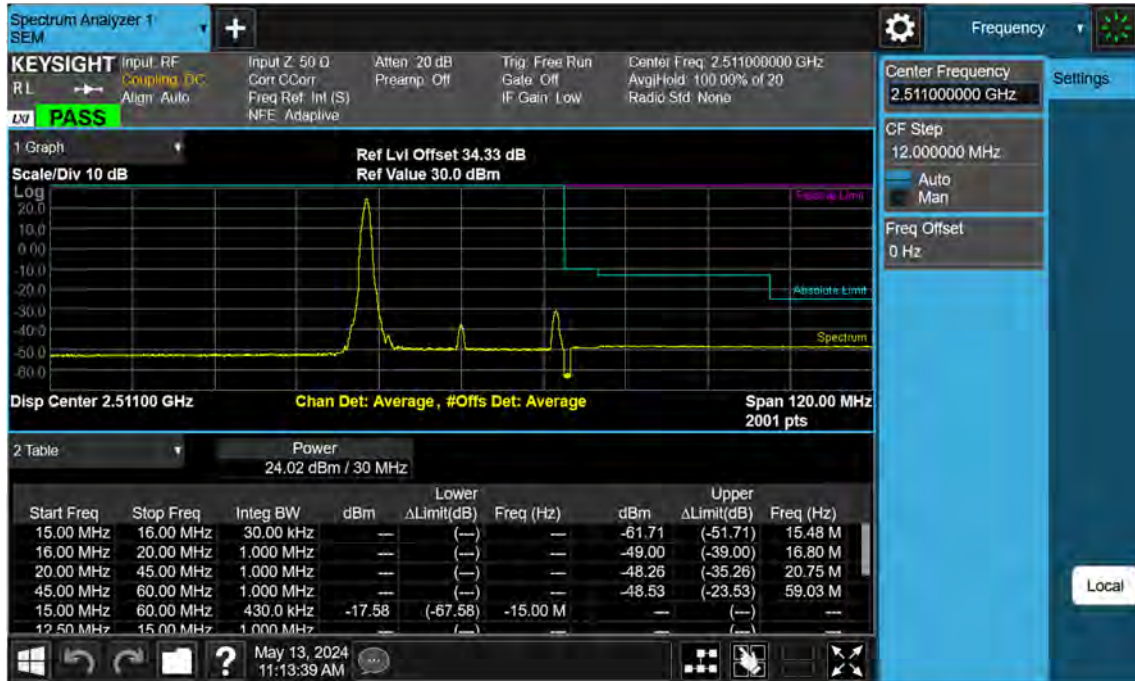 Spectrum Analyzer 1
SEM
Frequency
KEYSIGHT
R L
LXI PASS
Input: RF
Coupling: DC
Align: Auto
Input Z: 50 Ω
Corr CCorr
Freq Ref: Int (S)
NFE: Adaptive
Atten: 20 dB
Preamp: Off
Trig: Free Run
Gate: Off
IF Gain: Low
Center Freq: 2.511000000 GHz
Avg|Hold: 100.00% of 20
Radio Std: None
Center Frequency
2.511000000 GHz
Settings
CF Step
12.000000 MHz
Auto
Man
Freq Offset
0 Hz
Local
1 Graph
Scale/Div 10 dB
Ref Lvl Offset 34.33 dB
Ref Value 30.0 dBm
Log
20.0
10.0
0.00
-10.0
-20.0
-30.0
-40.0
-50.0
-60.0
Absolute Limit
Spectrum
Disp Center 2.51100 GHz
Chan Det: Average, #Offs Det: Average
Span 120.00 MHz
2001 pts
2 Table
Power
24.02 dBm / 30 MHz
Lower Upper
Start Freq Stop Freq Integ BW dBm ΔLimit(dB) Freq (Hz) dBm ΔLimit(dB) Freq (Hz)
15.00 MHz 16.00 MHz 30.00 kHz --- (---) --- -61.71 (-51.71) 15.48 M
16.00 MHz 20.00 MHz 1.000 MHz --- (---) --- -49.00 (-39.00) 16.80 M
20.00 MHz 45.00 MHz 1.000 MHz --- (---) --- -48.26 (-35.26) 20.75 M
45.00 MHz 60.00 MHz 1.000 MHz --- (---) --- -48.53 (-23.53) 59.03 M
15.00 MHz 60.00 MHz 430.0 kHz -17.58 (-67.58) -15.00 M --- (---) ---
12.50 MHz 15.00 MHz 1.000 MHz --- (---) --- --- (---) ---
May 13, 2024
11:13:39 AM